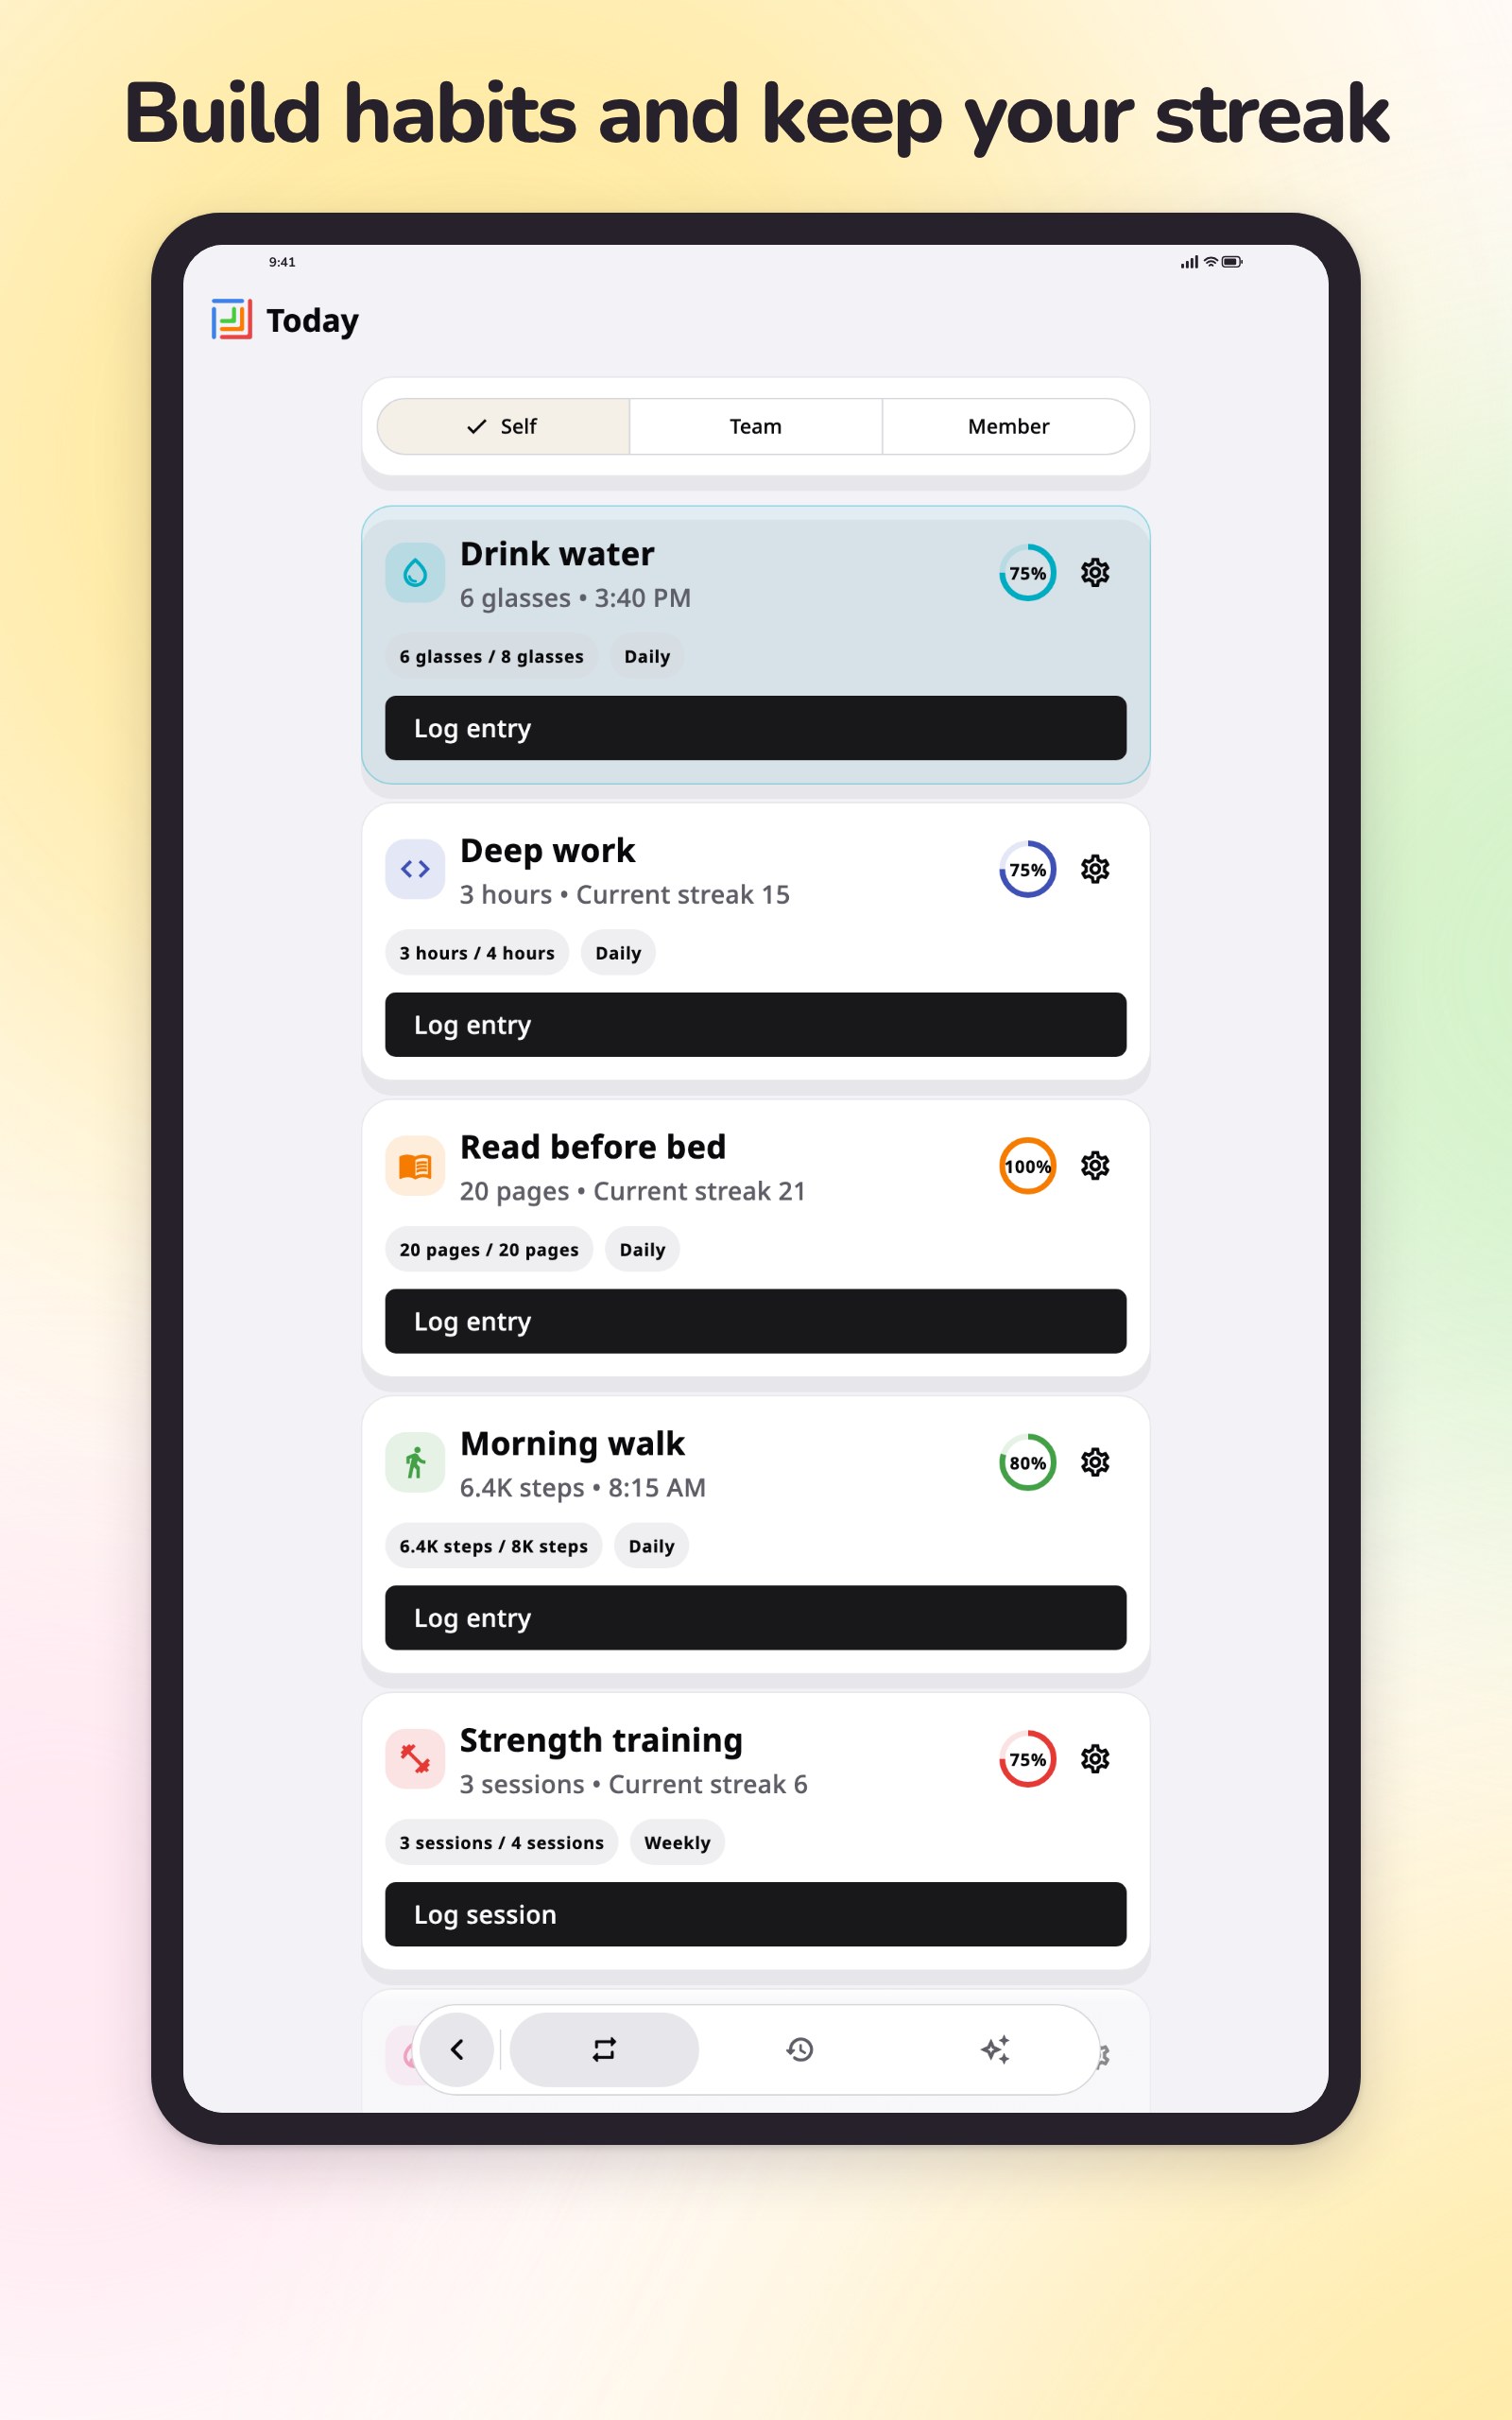 Build habits and keep your streak
9:41
Today
Self
Team
Member
Drink water
6 glasses • 3:40 PM
75%
6 glasses / 8 glasses
Daily
Log entry
Deep work
3 hours • Current streak 15
75%
3 hours / 4 hours
Daily
Log entry
Read before bed
20 pages • Current streak 21
100%
20 pages / 20 pages
Daily
Log entry
Morning walk
6.4K steps • 8:15 AM
80%
6.4K steps / 8K steps
Daily
Log entry
Strength training
3 sessions • Current streak 6
75%
3 sessions / 4 sessions
Weekly
Log session